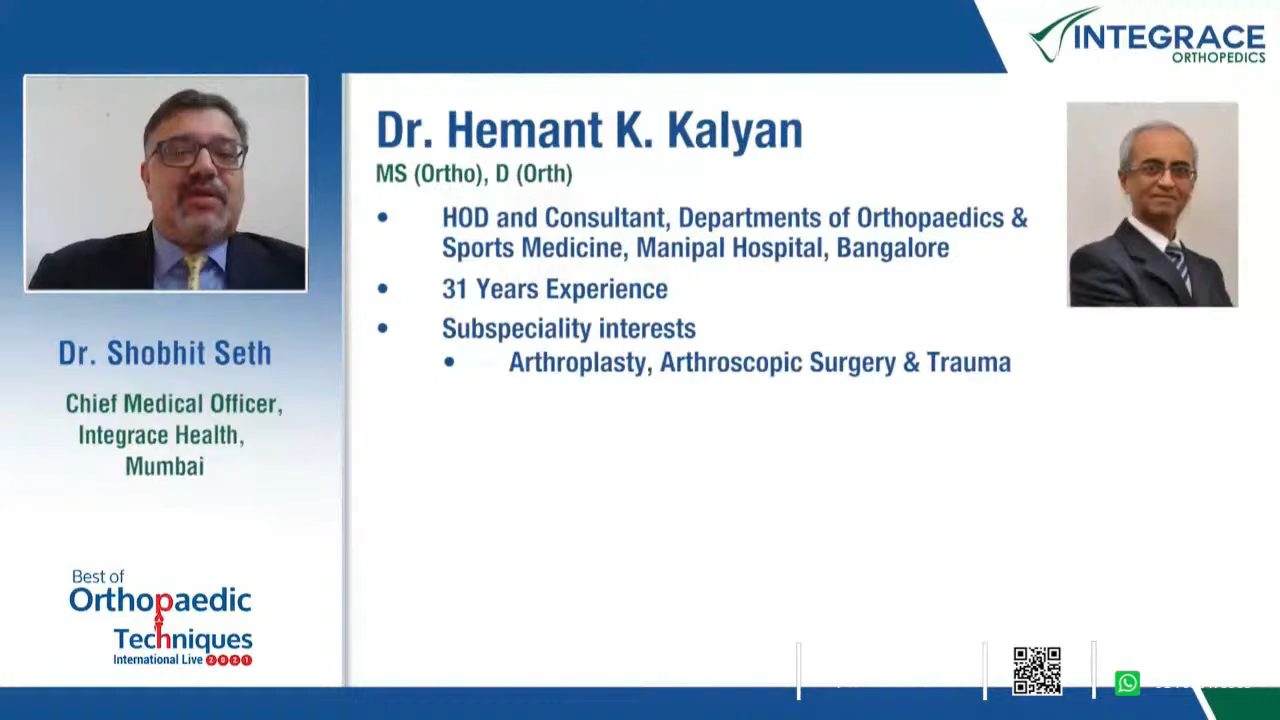 INTEGRACE
ORTHOPEDICS
Dr. Hemant K. Kalyan
MS (Ortho), D (Orth)
• HOD and Consultant, Departments of Orthopaedics &
Sports Medicine, Manipal Hospital, Bangalore
• 31 Years Experience
• Subspeciality interests
• Arthroplasty, Arthroscopic Surgery & Trauma
Dr. Shobhit Seth
Chief Medical Officer,
Integrace Health,
Mumbai
Best of
Orthopaedic
Techniques
International Live 2021